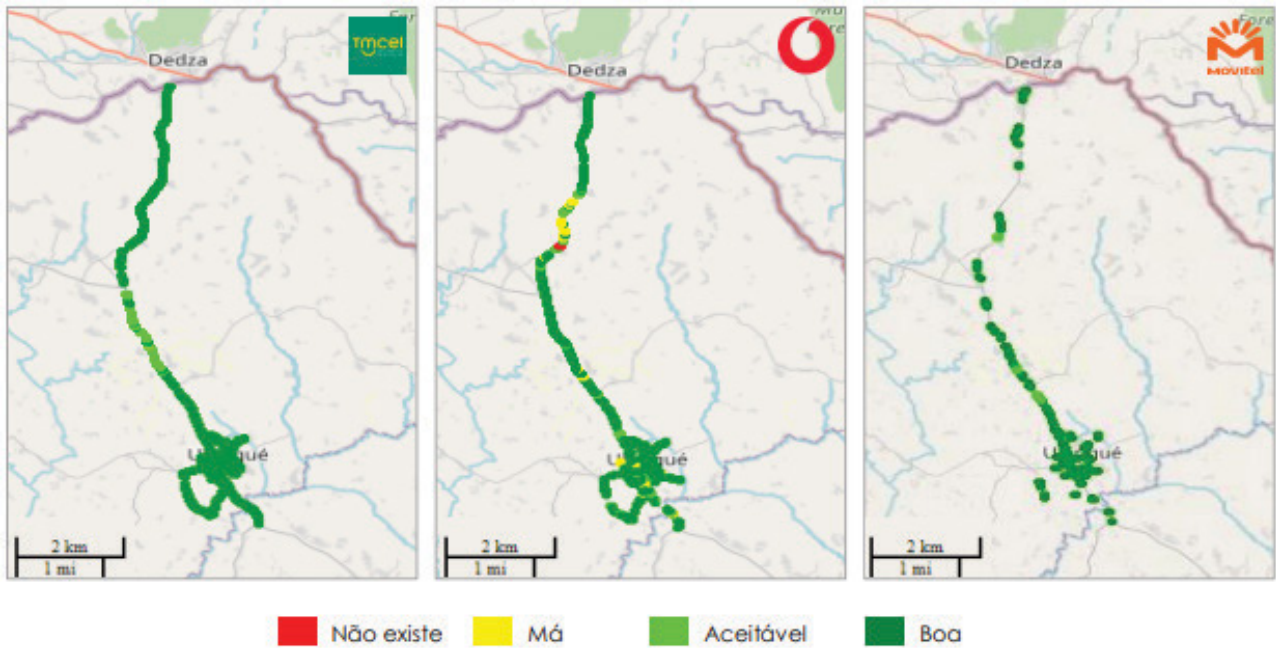 Tmcel
Dedza
2 km
1 mi
Dedza
2 km
1 mi
Movitel
Dedza
2 km
1 mi
Não existe
Má
Aceitável
Boa